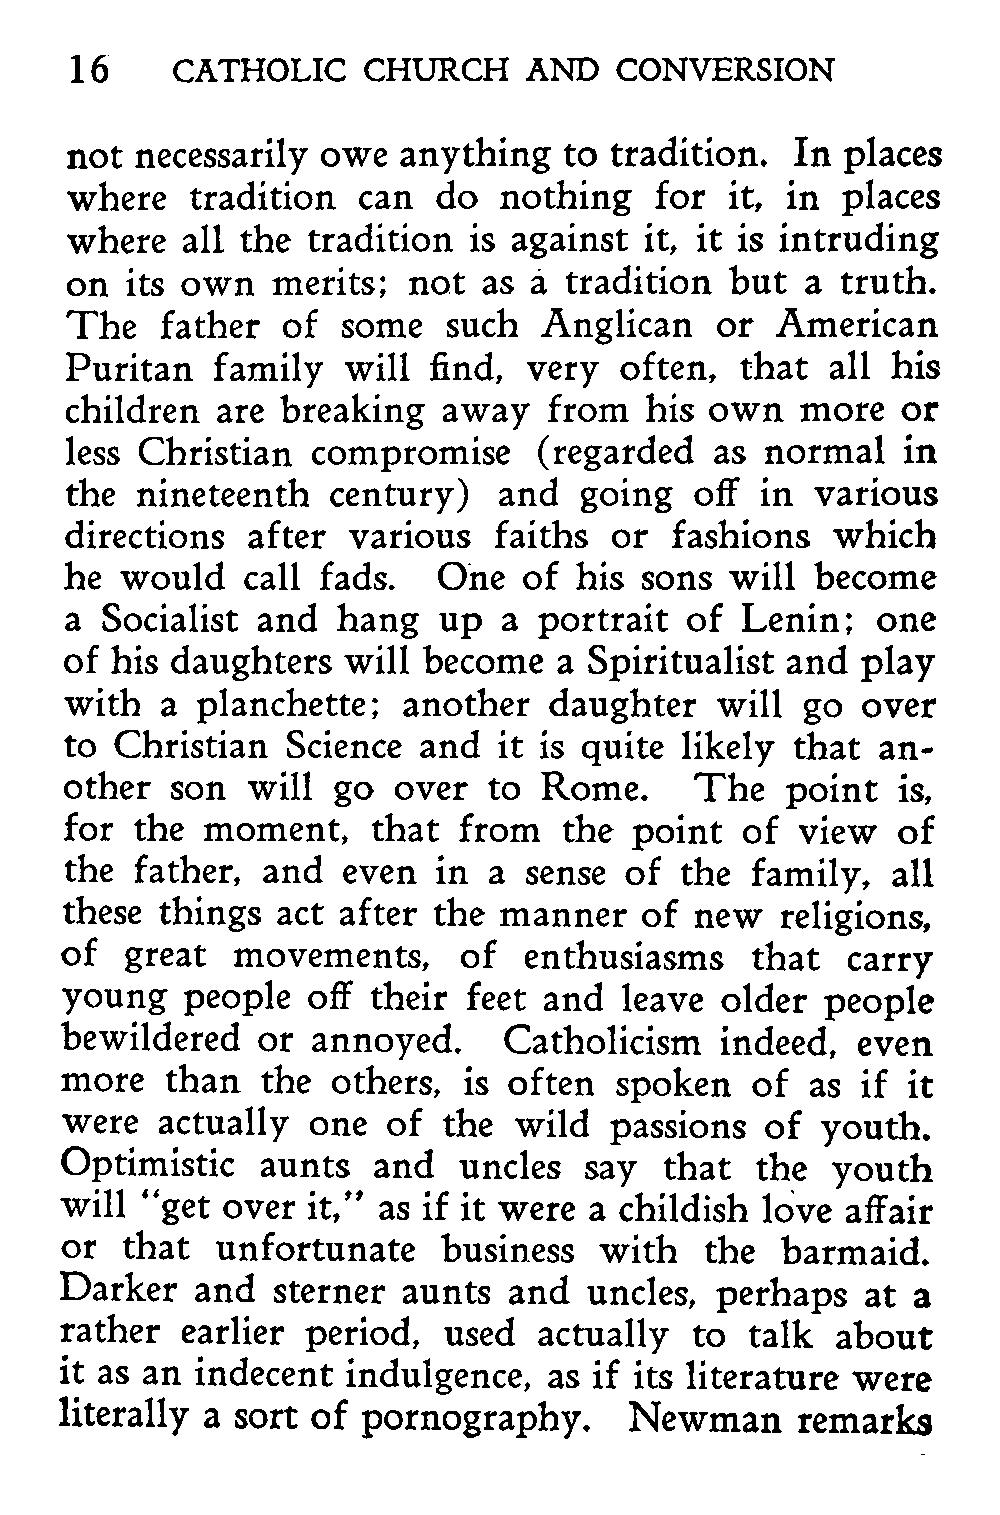 16 CATHOLIC CHURCH AND CONVERSION
not necessarily owe anything to tradition. In places
where tradition can do nothing for it, in places
where all the tradition is against it, it is intruding
on its own merits; not as a tradition but a truth.
The father of some such Anglican or American
Puritan family will find, very often, that all his
children are breaking away from his own more or
less Christian compromise (regarded as normal in
the nineteenth century) and going off in various
directions after various faiths or fashions which
he would call fads. One of his sons will become
a Socialist and hang up a portrait of Lenin; one
of his daughters will become a Spiritualist and play
with a planchette; another daughter will go over
to Christian Science and it is quite likely that an-
other son will go over to Rome. The point is,
for the moment, that from the point of view of
the father, and even in a sense of the family, all
these things act after the manner of new religions,
of great movements, of enthusiasms that carry
young people off their feet and leave older people
bewildered or annoyed. Catholicism indeed, even
more than the others, is often spoken of as if it
were actually one of the wild passions of youth.
Optimistic aunts and uncles say that the youth
will "get over it," as if it were a childish love affair
or that unfortunate business with the barmaid.
Darker and sterner aunts and uncles, perhaps at a
rather earlier period, used actually to talk about
it as an indecent indulgence, as if its literature were
literally a sort of pornography. Newman remarks